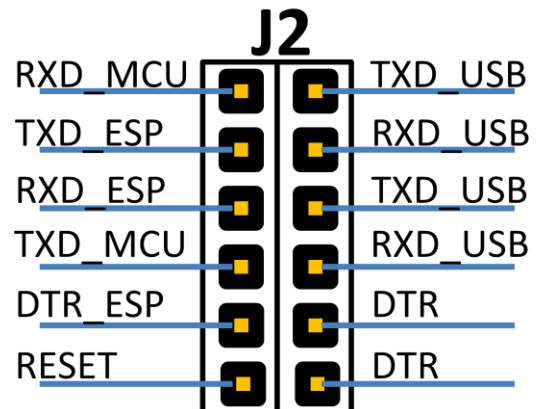 J2
RXD_MCU TXD_USB
TXD_ESP RXD_USB
RXD_ESP TXD_USB
TXD_MCU RXD_USB
DTR_ESP DTR
RESET DTR